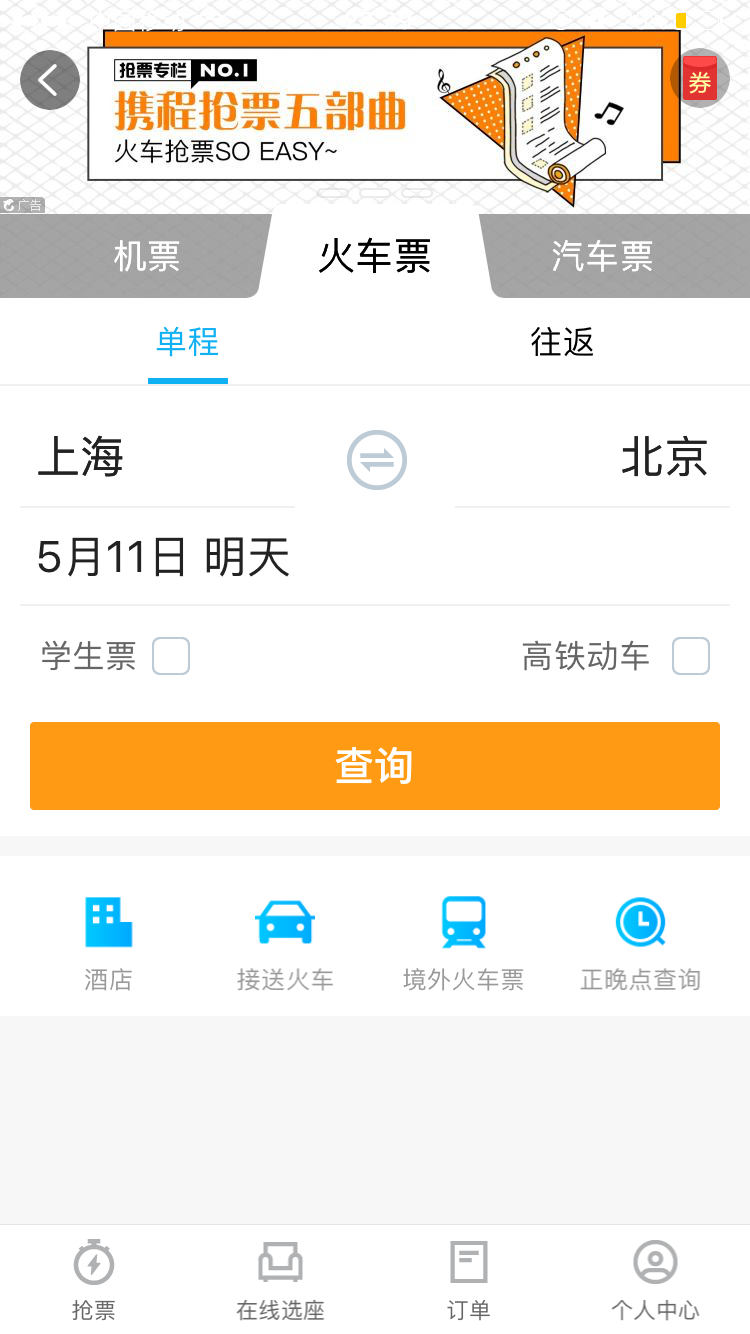 抢票专栏 NO.1
携程抢票五部曲
火车抢票SO EASY~
券
广告
机票
火车票
汽车票
单程
往返
上海
北京
5月11日 明天
学生票
高铁动车
查询
酒店
接送火车
境外火车票
正晚点查询
抢票
在线选座
订单
个人中心